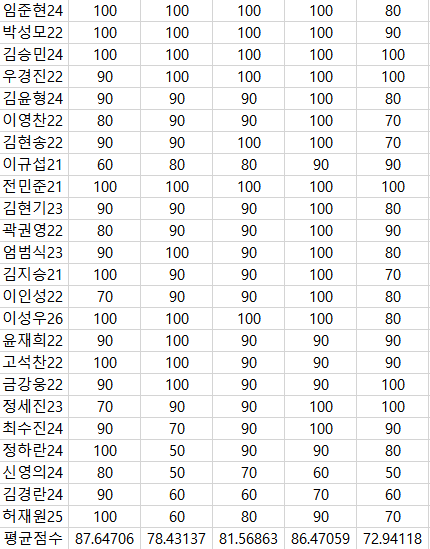 임준현24 100 100 100 100 80
박성모22 100 100 100 100 90
김승민24 100 100 100 100 100
우경진22 90 100 100 100 100
김윤형24 90 90 90 100 80
이영찬22 80 90 90 100 70
김현송22 90 90 100 100 70
이규섭21 60 80 80 90 90
전민준21 100 100 100 100 100
김현기23 90 90 90 100 80
곽권영22 80 90 90 100 90
엄범식23 90 100 90 100 80
김지승21 100 90 90 100 70
이인성22 70 90 90 100 80
이성우26 100 100 100 100 80
윤재희22 90 100 90 90 90
고석찬22 100 100 90 90 90
금강웅22 90 100 90 90 100
정세진23 70 90 90 100 100
최수진24 90 70 90 100 90
정하란24 100 50 90 90 80
신영의24 80 50 70 60 50
김경란24 90 60 60 70 60
허재원25 100 60 80 90 70
평균점수 87.64706 78.43137 81.56863 86.47059 72.94118